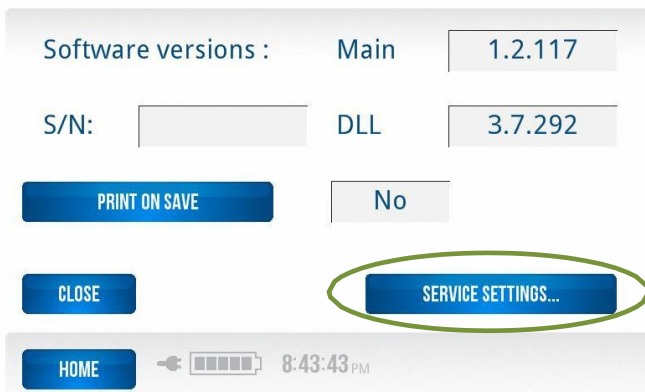 Software versions : Main 1.2.117
S/N: DLL 3.7.292
PRINT ON SAVE No
CLOSE SERVICE SETTINGS...
HOME 8:43:43 PM